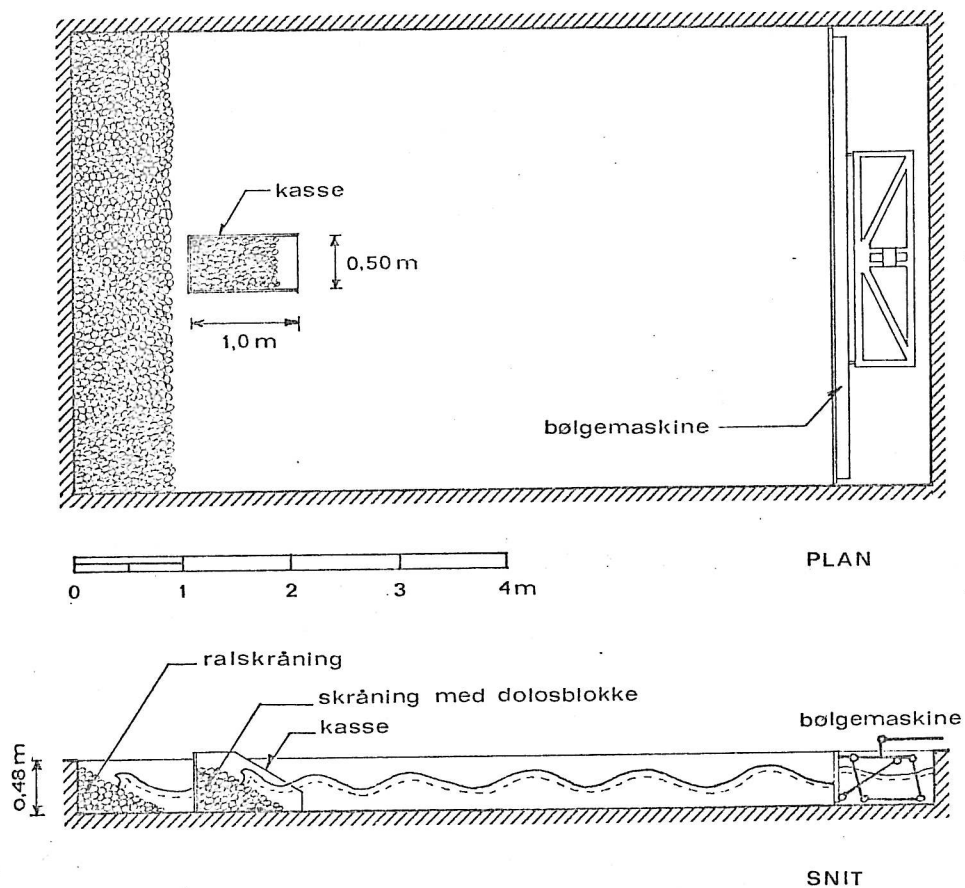 kasse
0,50 m
1,0 m
bølgemaskine
PLAN
0 1 2 3 4 m
ralskråning
skråning med dolosblokke
kasse
bølgemaskine
0,48 m
SNIT